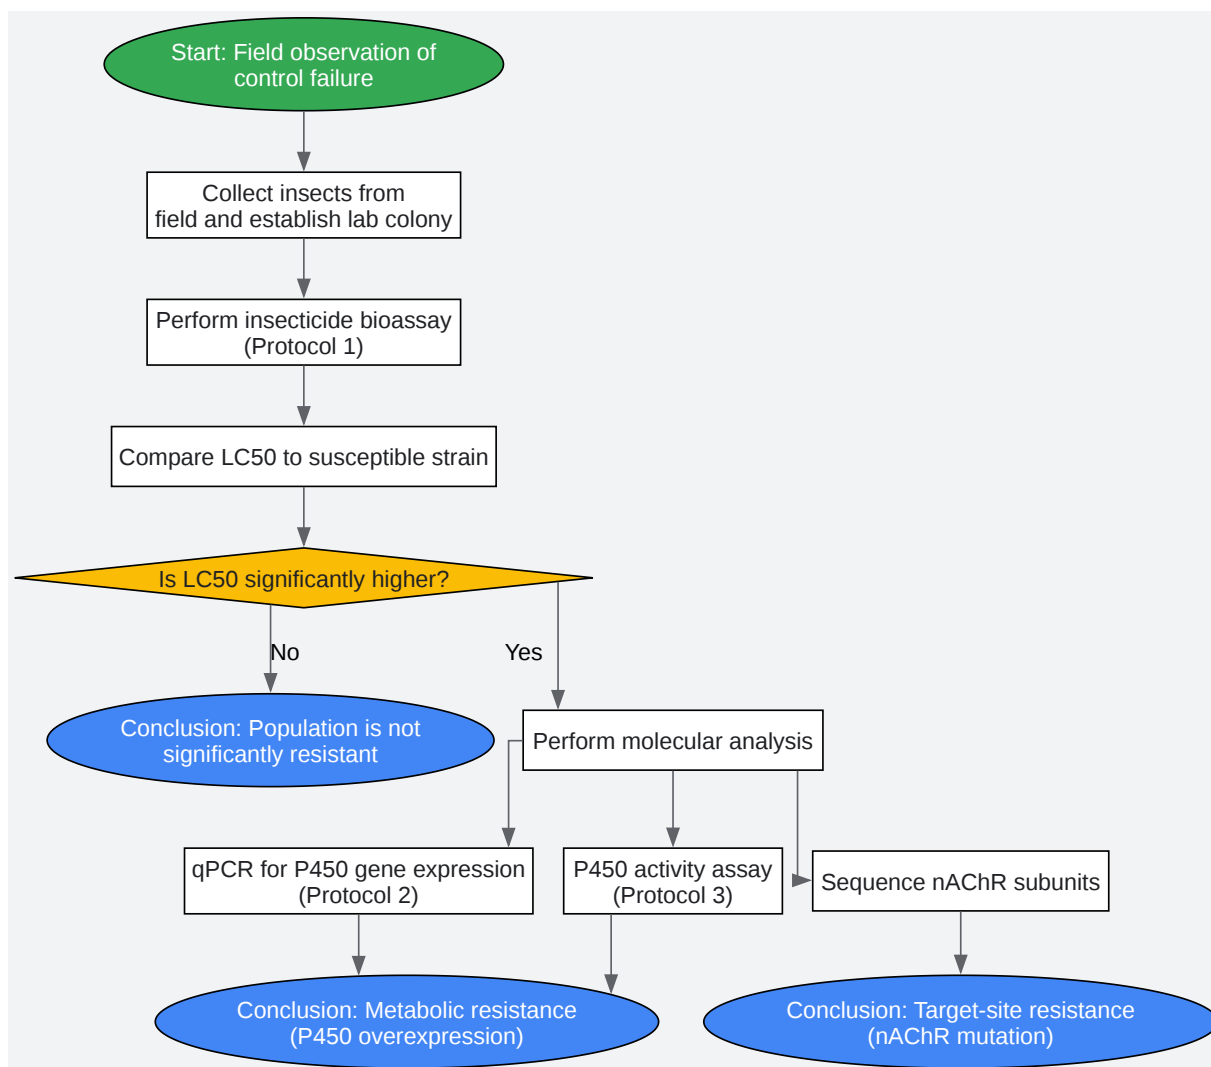 Start: Field observation of
control failure
Collect insects from
field and establish lab colony
Perform insecticide bioassay
(Protocol 1)
Compare LC50 to susceptible strain
Is LC50 significantly higher?
No
Yes
Conclusion: Population is not
significantly resistant
Perform molecular analysis
qPCR for P450 gene expression
(Protocol 2)
P450 activity assay
(Protocol 3)
Sequence nAChR subunits
Conclusion: Metabolic resistance
(P450 overexpression)
Conclusion: Target-site resistance
(nAChR mutation)